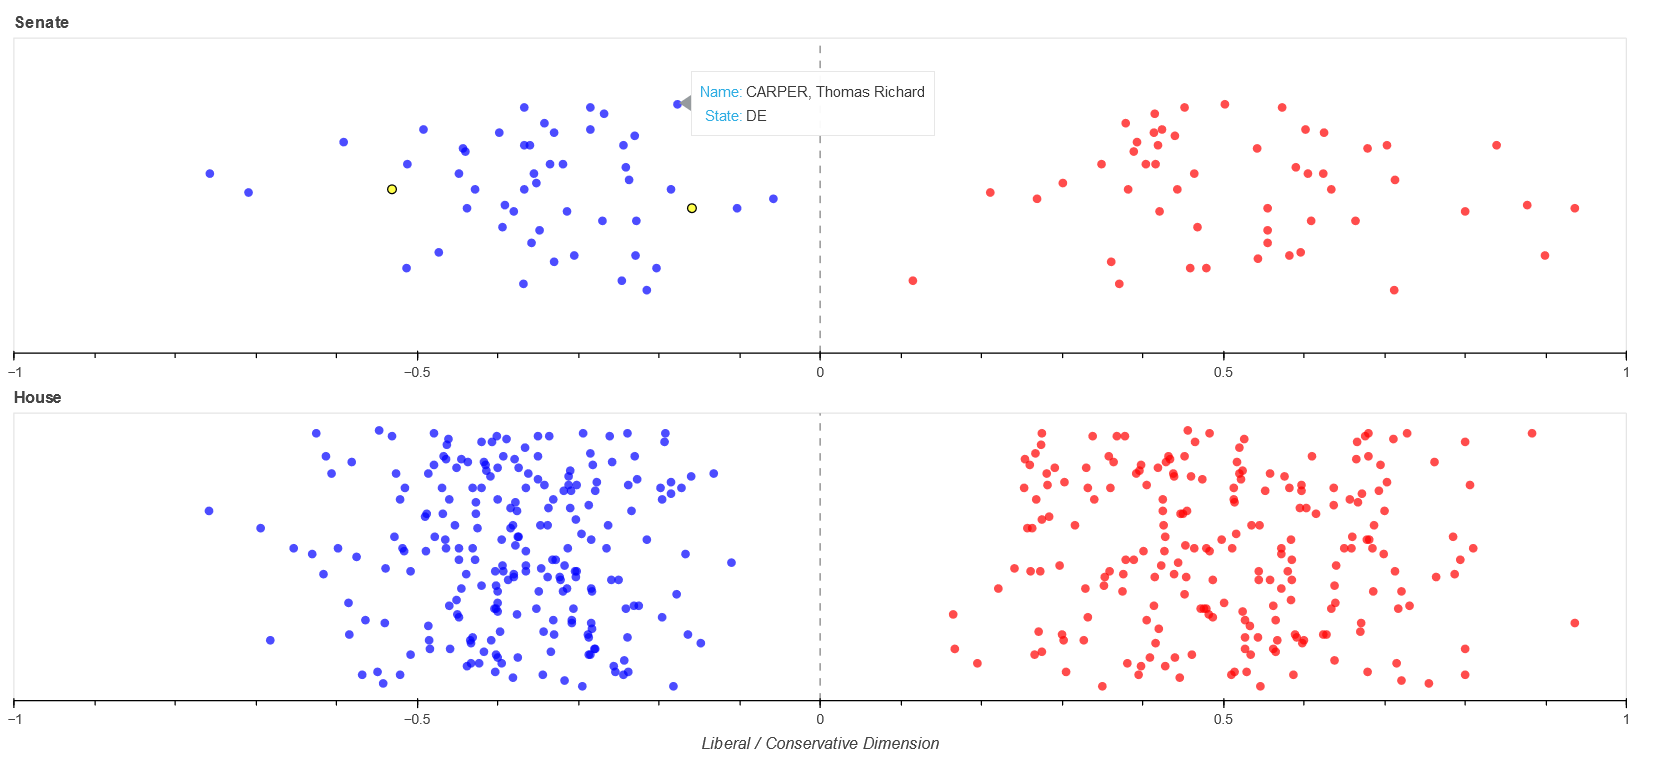 Senate
Name: CARPER, Thomas Richard
State: DE
−1 −0.5 0 0.5 1
House
−1 −0.5 0 0.5 1
Liberal / Conservative Dimension